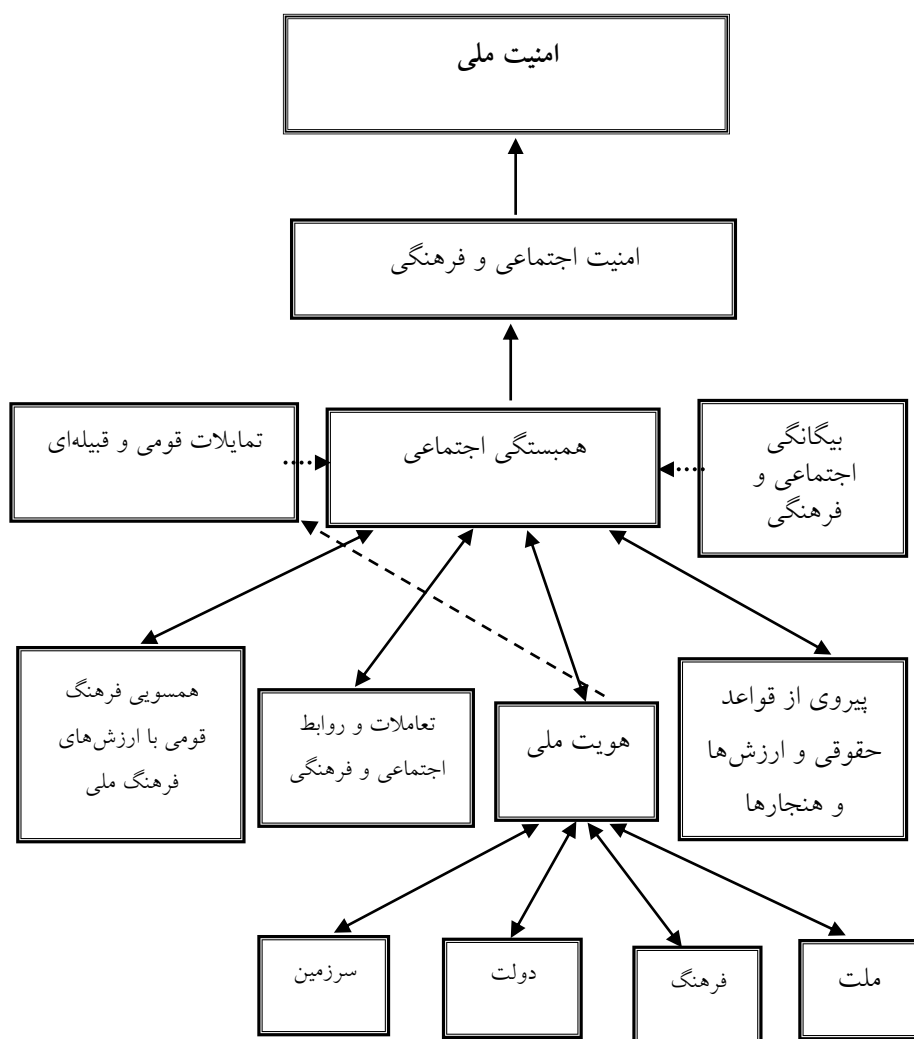 امنیت ملی
امنیت اجتماعی و فرهنگی
بیگانگی
اجتماعی و
فرهنگی
همبستگی اجتماعی
تمایلات قومی و قبیله‌ای
پیروی از قواعد
حقوقی و ارزش‌ها
و هنجارها
هویت ملی
تعاملات و روابط
اجتماعی و فرهنگی
همسویی فرهنگ
قومی با ارزش‌های
فرهنگ ملی
ملت
فرهنگ
دولت
سرزمین